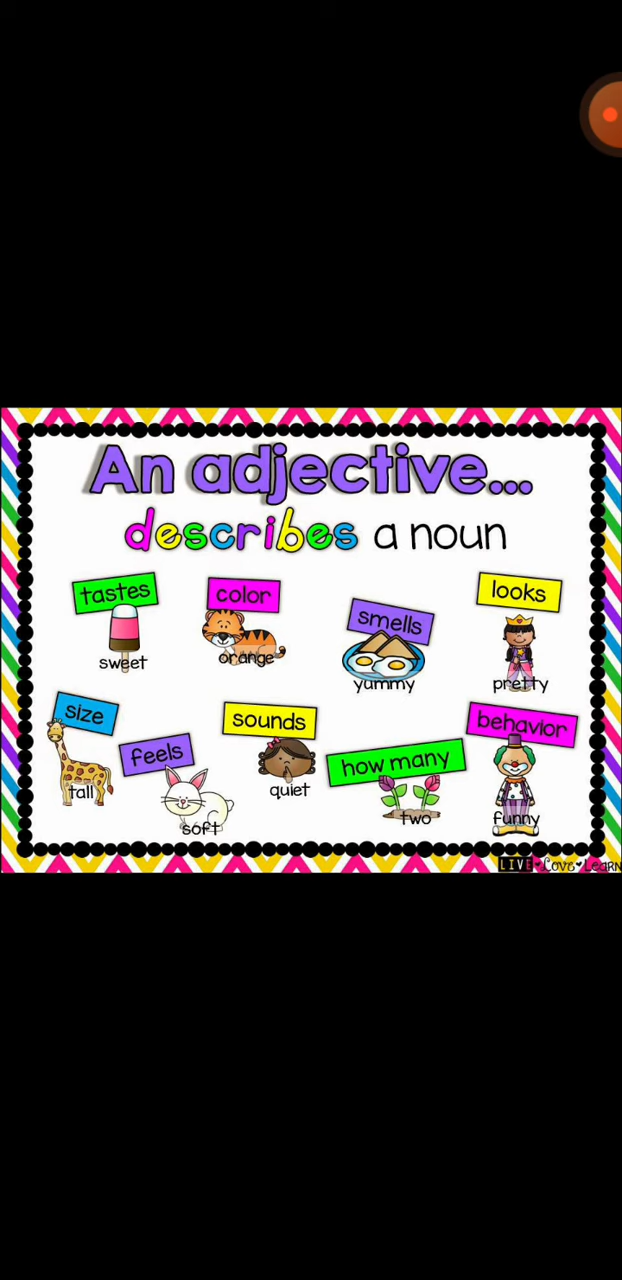 An adjective...
describes a noun
tastes
sweet
color
orange
smells
yummy
looks
pretty
size
tall
feels
soft
sounds
quiet
how many
two
behavior
funny
LIVE♥Love♥LeaRN